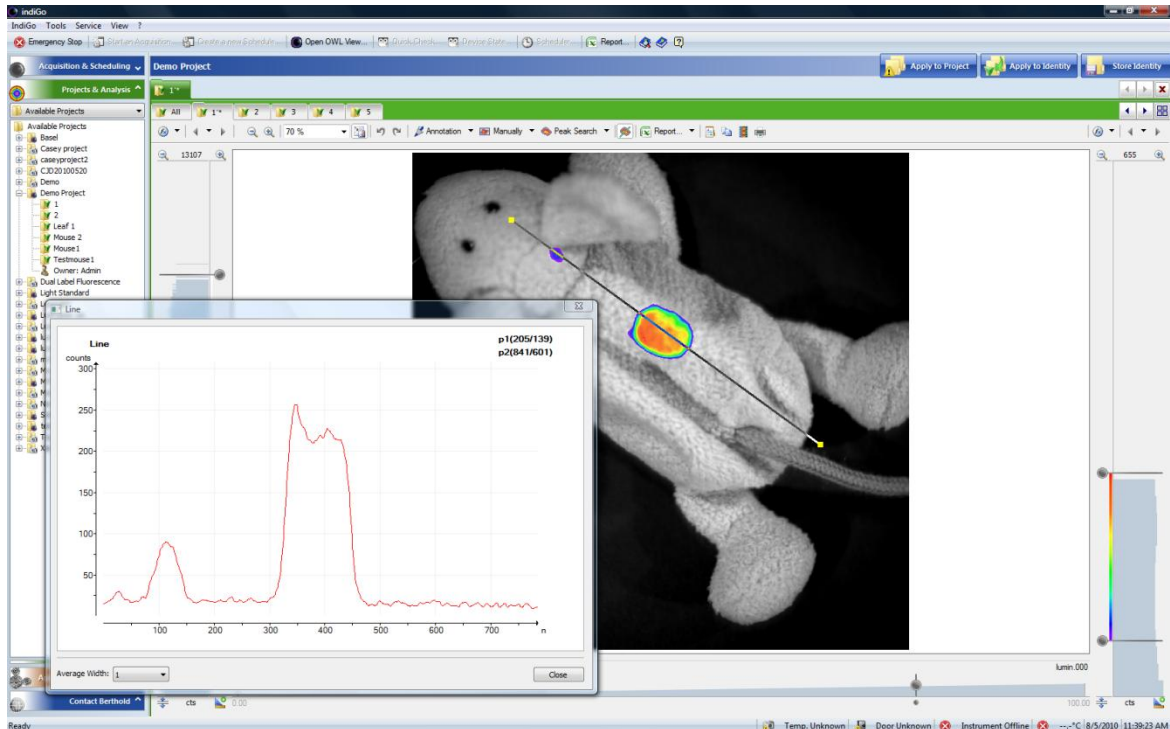 indiGo
IndiGo Tools Service View ?
Emergency Stop Start an Acquisition... Create a new Schedule... Open OWL View... Quick Check... Device State... Scheduler... Report...
Acquisition & Scheduling
Demo Project
Apply to Project
Apply to Identity
Store Identity
Projects & Analysis
1*
Available Projects
All 1* 2 3 4 5
70 % Annotation Manually Peak Search Report...
Available Projects
Basel
Casey project
caseyproject2
CJD20100520
Demo
Demo Project
1
2
Leaf 1
Mouse 2
Mouse1
Testmouse1
Owner: Admin
Dual Label Fluorescence
Light Standard
13107
655
Line
Line
p1(205/139)
p2(841/601)
counts
300
250
200
150
100
50
100 200 300 400 500 600 700 n
Average Width: 1
Close
lumin.000
Contact Berthold
cts 0.00
100.00 cts
Ready
Temp. Unknown Door Unknown Instrument Offline --.-°C 8/5/2010 11:39:23 AM